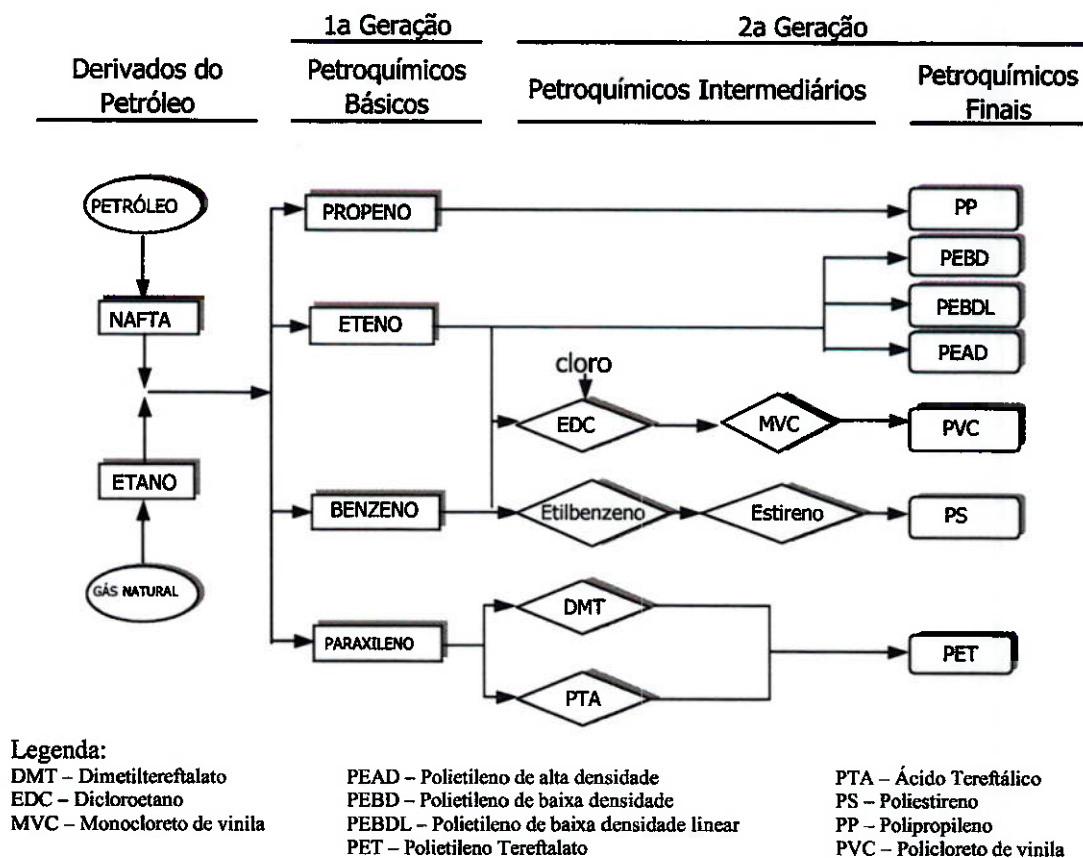 1a Geração
2a Geração
Derivados do
Petróleo
Petroquímicos
Básicos
Petroquímicos Intermediários
Petroquímicos
Finais
PETRÓLEO
NAFTA
ETANO
GÁS NATURAL
PROPENO
ETENO
BENZENO
PARAXILENO
cloro
EDC
MVC
Etilbenzeno
Estireno
DMT
PTA
PP
PEBD
PEBDL
PEAD
PVC
PS
PET
Legenda:
DMT – Dimetiltereftalato
EDC – Dicloroetano
MVC – Monocloreto de vinila
PEAD – Polietileno de alta densidade
PEBD – Polietileno de baixa densidade
PEBDL – Polietileno de baixa densidade linear
PET – Polietileno Tereftalato
PTA – Ácido Tereftálico
PS – Poliestireno
PP – Polipropileno
PVC – Policloreto de vinila